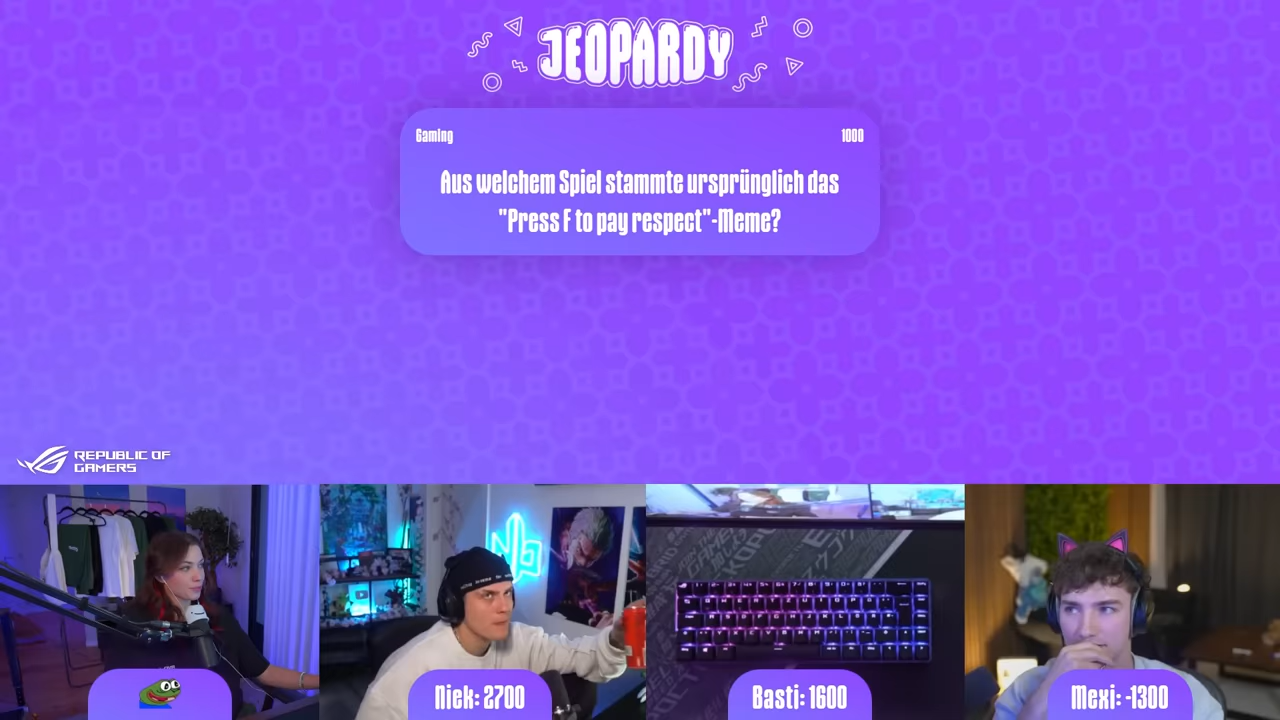 JEOPARDY
Gaming
1000
Aus welchem Spiel stammte ursprünglich das
"Press F to pay respect"-Meme?
REPUBLIC OF
GAMERS
Niek: 2700
Basti: 1600
Mexi: -1300